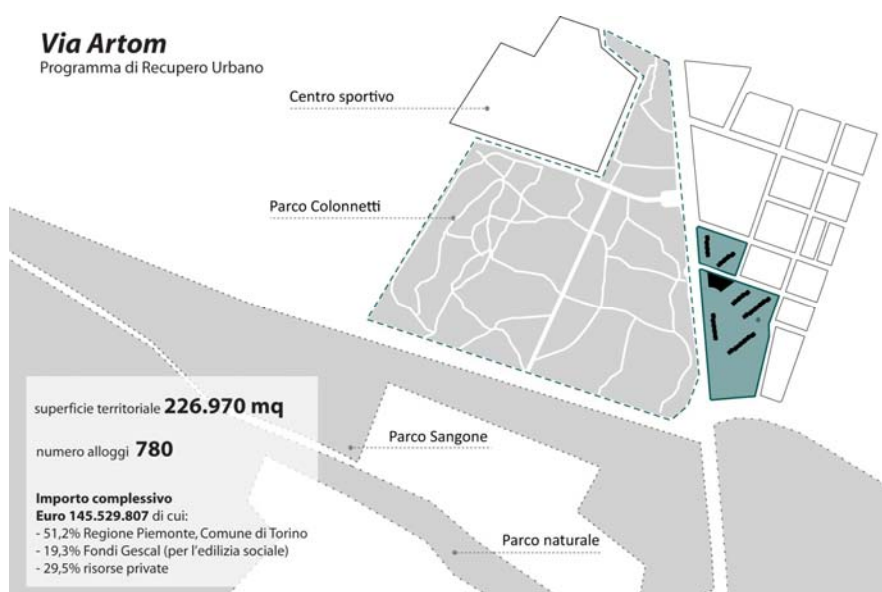 Via Artom
Programma di Recupero Urbano
Centro sportivo
Parco Colonnetti
superficie territoriale 226.970 mq
numero alloggi 780
Parco Sangone
Importo complessivo
Euro 145.529.807 di cui:
- 51,2% Regione Piemonte, Comune di Torino
- 19,3% Fondi Gescal (per l'edilizia sociale)
- 29,5% risorse private
Parco naturale